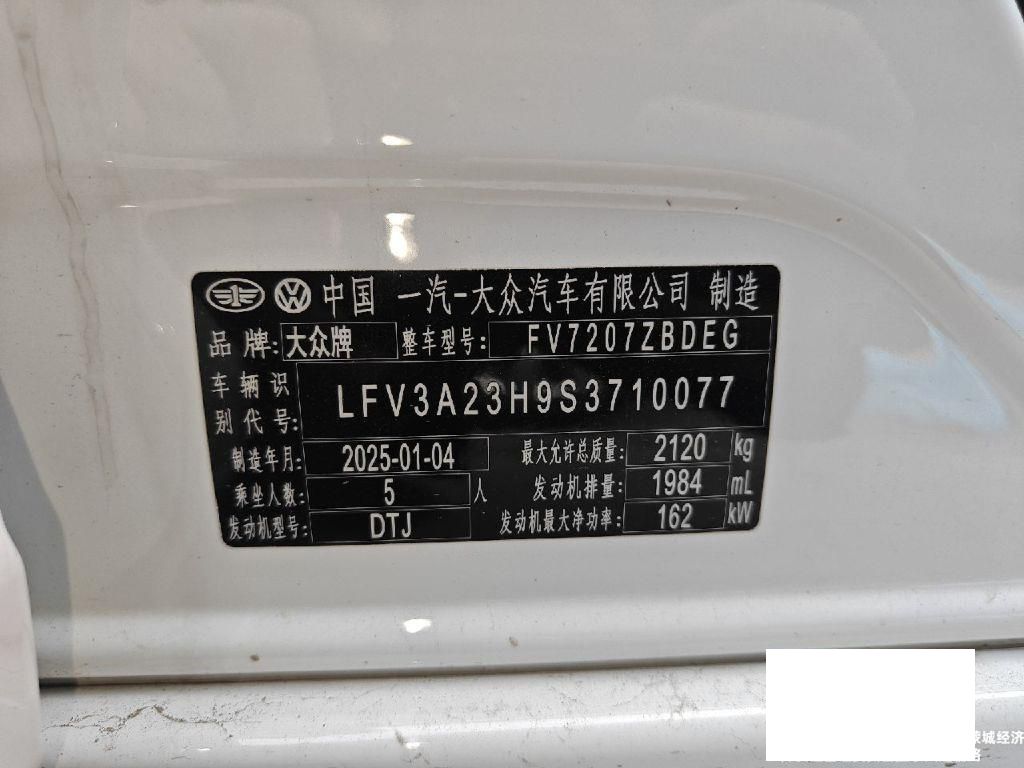 中国 一汽-大众汽车有限公司 制造
品牌: 大众牌 整车型号: FV7207ZBDEG
车辆识别代号: LFV3A23H9S3710077
制造年月: 2025-01-04 最大允许总质量: 2120 kg
乘坐人数: 5 人 发动机排量: 1984 mL
发动机型号: DTJ 发动机最大净功率: 162 kW
城经济